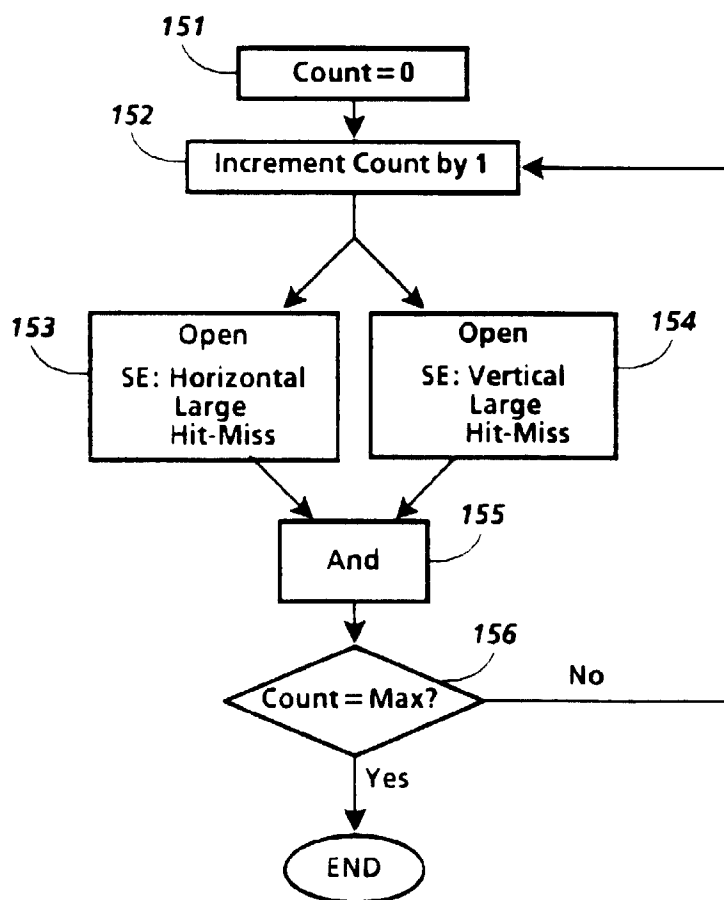 151
Count = 0
152
Increment Count by 1
153
Open
SE: Horizontal
Large
Hit-Miss
154
Open
SE: Vertical
Large
Hit-Miss
155
And
156
Count = Max?
No
Yes
END